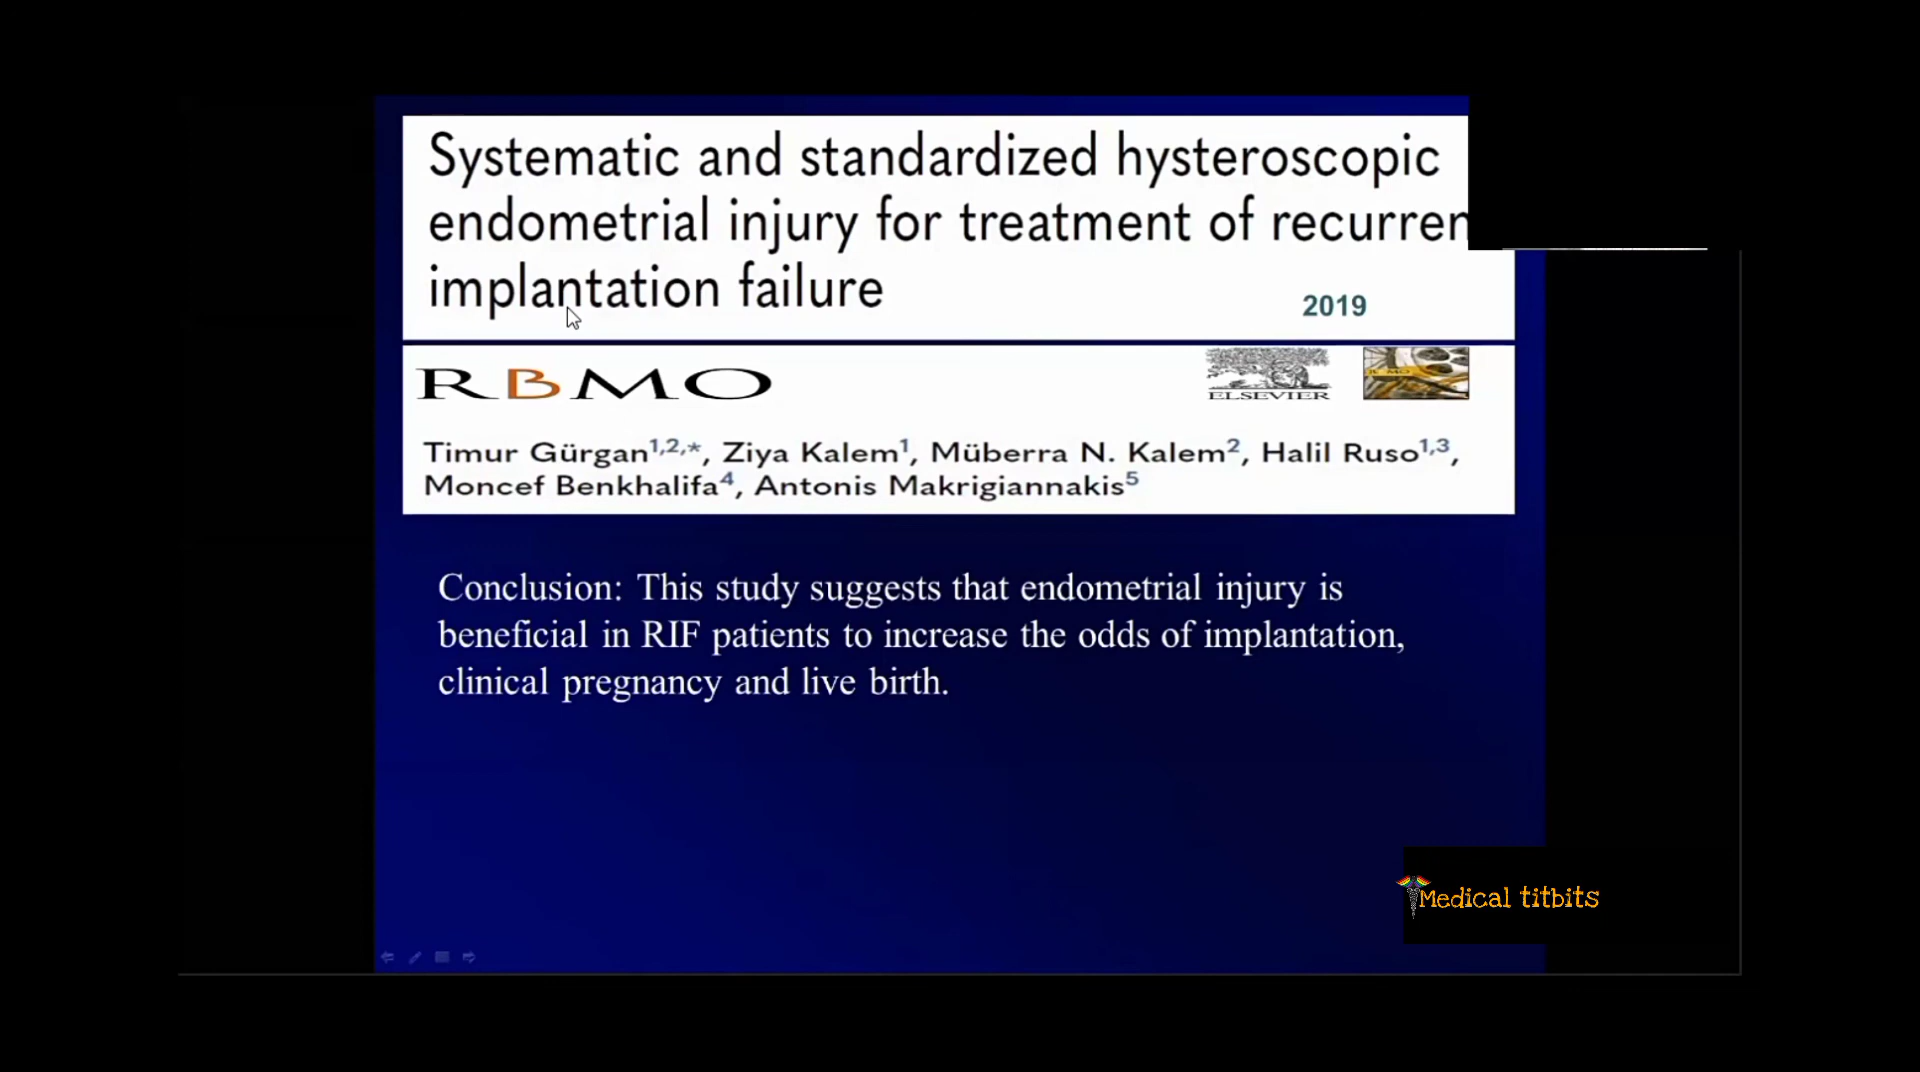 Systematic and standardized hysteroscopic
endometrial injury for treatment of recurren
implantation failure
2019
RBMO
ELSEVIER
Timur Gürgan1,2,*, Ziya Kalem1, Müberra N. Kalem2, Halil Ruso1,3,
Moncef Benkhalifa4, Antonis Makrigiannakis5
Conclusion: This study suggests that endometrial injury is
beneficial in RIF patients to increase the odds of implantation,
clinical pregnancy and live birth.
Medical titbits